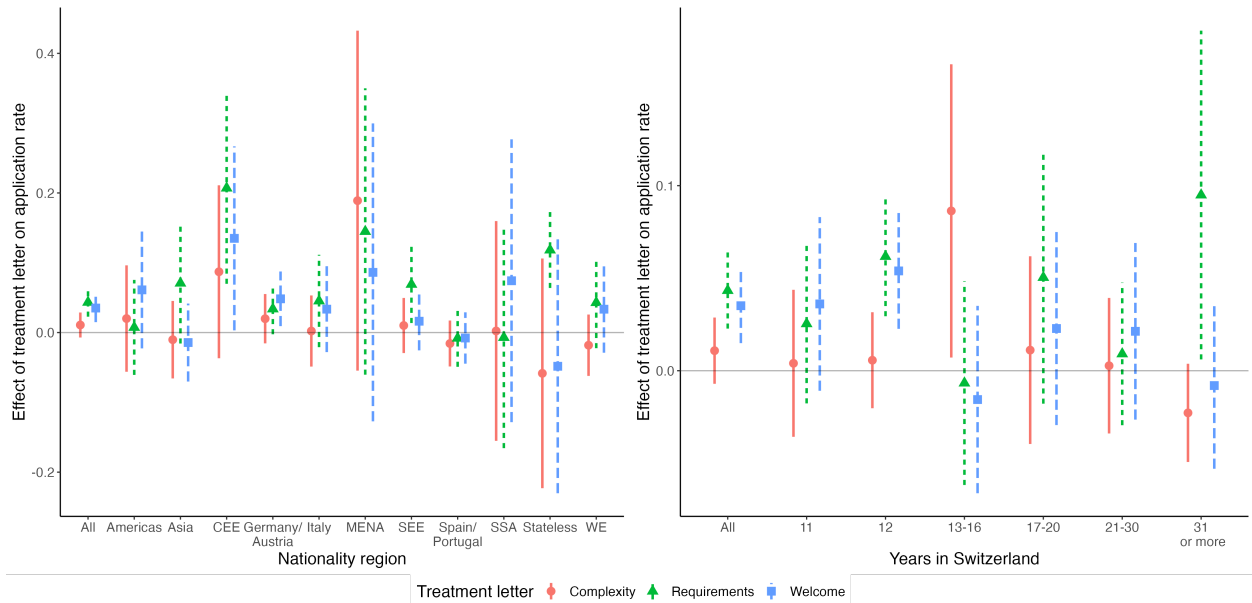 Effect of treatment letter on application rate
0.4
0.2
0.0
-0.2
All Americas Asia CEE Germany/ Italy MENA SEE Spain/ SSA Stateless WE
Austria Portugal
Nationality region
Effect of treatment letter on application rate
0.1
0.0
All 11 12 13-16 17-20 21-30 31
or more
Years in Switzerland
Treatment letter Complexity Requirements Welcome